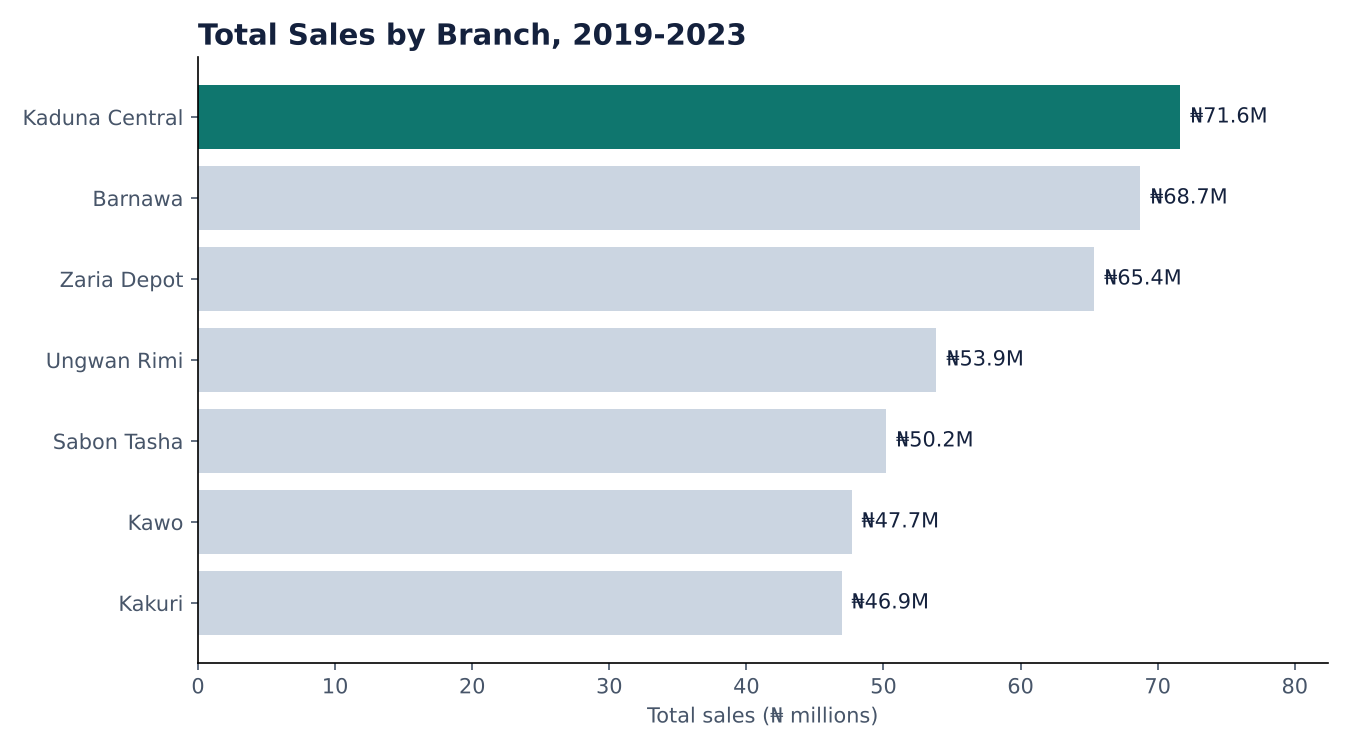 Total Sales by Branch, 2019-2023
Kaduna Central ₦71.6M
Barnawa ₦68.7M
Zaria Depot ₦65.4M
Ungwan Rimi ₦53.9M
Sabon Tasha ₦50.2M
Kawo ₦47.7M
Kakuri ₦46.9M
0 10 20 30 40 50 60 70 80
Total sales (₦ millions)